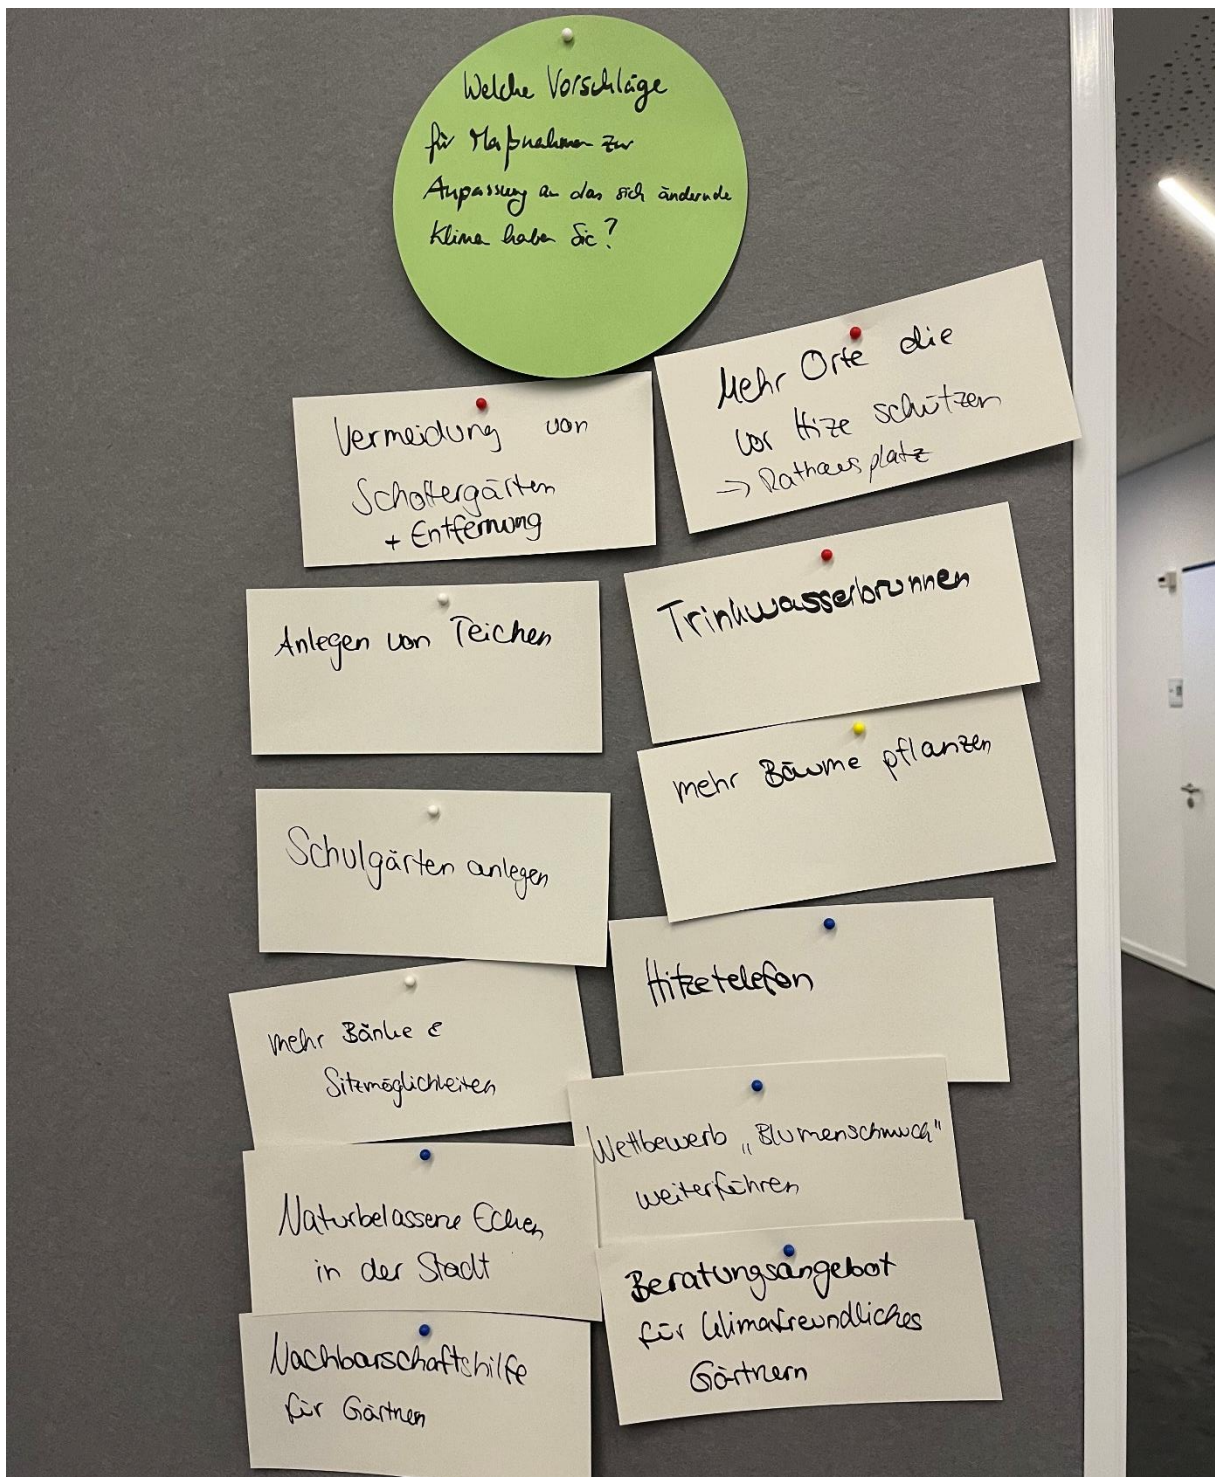 Welche Vorschläge
für Maßnahmen zur
Anpassung an das sich ändernde
Klima haben Sie?
Mehr Orte die
vor Hize schützen
→ Rathausplatz
Vermeidung von
Schottergärten
+ Entfernung
Trinkwasserbrunnen
Anlegen von Teichen
mehr Bäume pflanzen
Schulgärten anlegen
Hitzetelefon
mehr Bänke &
Sitzmöglichkeiten
Wettbewerb „Blumenschmuck"
weiterführen
Naturbelassene Ecken
in der Stadt
Beratungsangebot
für klimafreundliches
Gärtnern
Nachbarschaftshilfe
für Gärtnen